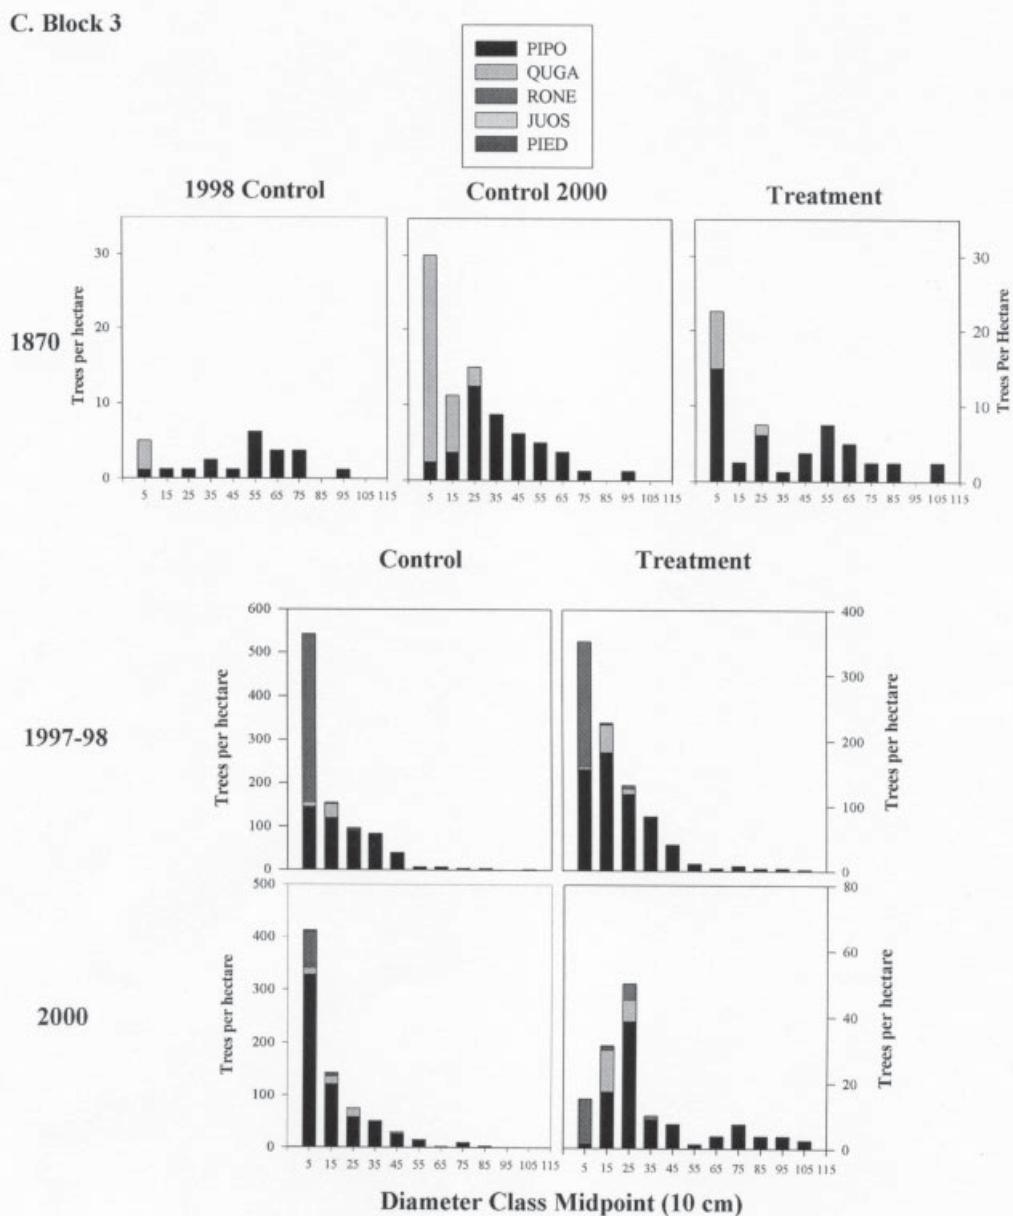 C. Block 3
PIPO
QUGA
RONE
JUOS
PIED
1998 Control Control 2000 Treatment
1870
Trees per hectare
30
20
10
0
5 15 25 35 45 55 65 75 85 95 105 115
5 15 25 35 45 55 65 75 85 95 105 115
5 15 25 35 45 55 65 75 85 95 105 115
30
20
10
0
Trees Per Hectare
Control Treatment
1997-98
Trees per hectare
600
500
400
300
200
100
0
400
300
200
100
0
Trees per hectare
2000
Trees per hectare
500
400
300
200
100
0
80
60
40
20
0
Trees per hectare
5 15 25 35 45 55 65 75 85 95 105 115
5 15 25 35 45 55 65 75 85 95 105 115
Diameter Class Midpoint (10 cm)